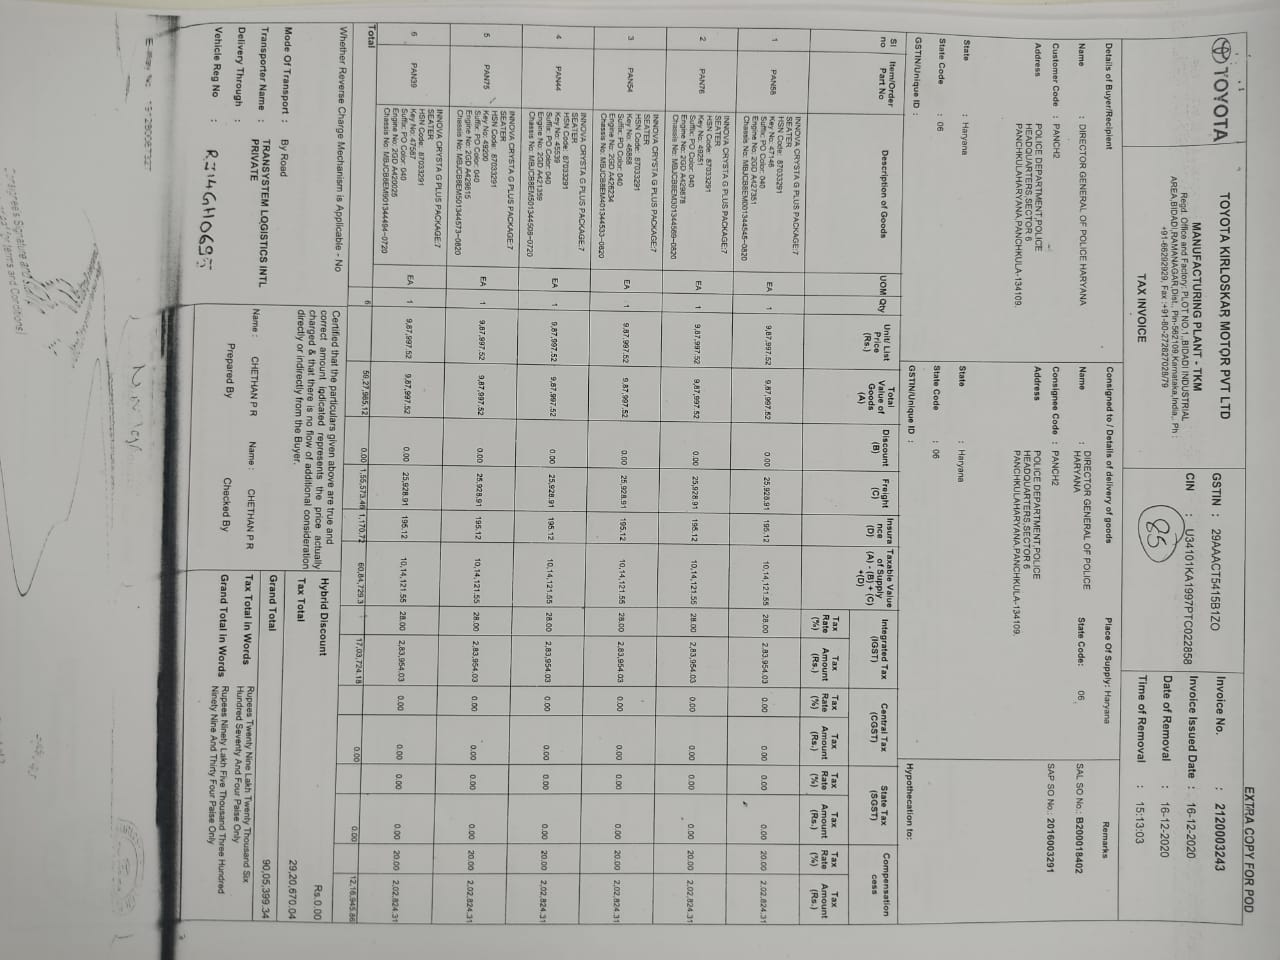 EXTRA COPY FOR POD
TOYOTA
TOYOTA KIRLOSKAR MOTOR PVT LTD
MANUFACTURING PLANT - TKM
Regd. Office and Factory: PLOT NO.1,,BIDADI INDUSTRIAL
AREA,BIDADI,RAMANAGAR,Dist., Pin-562109,Karnataka,India,. Ph :
+91-66292929, Fax :+91-80-272827028/79
TAX INVOICE
GSTIN : 29AAACT5415B1ZO
CIN : U34101KA1997PTC022858
85
Invoice No. : 2120003243
Invoice Issued Date : 16-12-2020
Date of Removal : 16-12-2020
Time of Removal : 15:13:03
Details of Buyer/Recipient
Name : DIRECTOR GENERAL OF POLICE HARYANA
Customer Code : PANCH2
Address POLICE DEPARTMENT,POLICE
HEADQUARTERS,SECTOR 6
PANCHKULAHARYANA,PANCHKULA-134109.
State : Haryana
State Code : 06
GSTIN/Unique ID :
Consigned to / Details of delivery of goods Place Of Supply: Haryana
Name : DIRECTOR GENERAL OF POLICE
HARYANA
State Code: 06
Consignee Code : PANCH2
Address POLICE DEPARTMENT,POLICE
HEADQUARTERS,SECTOR 6
PANCHKULAHARYANA,PANCHKULA-134109.
State : Haryana
State Code : 06
GSTIN/Unique ID :
Remarks
SAL SO No.: B200018402
SAP SO No.: 2016003291
Hypothecation to:
Sl no Item/Order Part No Description of Goods UOM Qty Unit/ List Price (Rs.) Total Value of Goods (A) Discount (B) Freight (C) Insura nce (D) Taxable Value of Supply (A) - (B) + (C) +(D) Integrated Tax (IGST) Central Tax (CGST) State Tax (SGST) Compensation cess
Tax Rate (%) Tax Amount (Rs.) Tax Rate (%) Tax Amount (Rs.) Tax Rate (%) Tax Amount (Rs.) Tax Rate (%) Tax Amount (Rs.)
INNOVA CRYSTA G PLUS PACKAGE:7
SEATER
HSN Code: 87033291
Key No: 47146
Suffix: PO Color: 040
Engine No: 2GD A427351
Chassis No: MBJCB8EM001344545-0820
1 PAN58 EA 1 9,87,997.52 9,87,997.52 0.00 25,928.91 195.12 10,14,121.55 28.00 2,83,954.03 0.00 0.00 0.00 0.00 20.00 2,02,824.31
INNOVA CRYSTA G PLUS PACKAGE:7
SEATER
HSN Code: 87033291
Key No: 49251
Suffix: PO Color: 040
Engine No: 2GD A429878
Chassis No: MBJCB8EM301344569-0820
2 PAN76 EA 1 9,87,997.52 9,87,997.52 0.00 25,928.91 195.12 10,14,121.55 28.00 2,83,954.03 0.00 0.00 0.00 0.00 20.00 2,02,824.31
INNOVA CRYSTA G PLUS PACKAGE:7
SEATER
HSN Code: 87033291
Key No: 46868
Suffix: PO Color: 040
Engine No: 2GD A426234
Chassis No: MBJCB8EM401344533-0820
3 PAN54 EA 1 9,87,997.52 9,87,997.52 0.00 25,928.91 195.12 10,14,121.55 28.00 2,83,954.03 0.00 0.00 0.00 0.00 20.00 2,02,824.31
INNOVA CRYSTA G PLUS PACKAGE:7
SEATER
HSN Code: 87033291
Key No: 45539
Suffix: PO Color: 040
Engine No: 2GD A421359
Chassis No: MBJCB8EM501344508-0720
4 PAN44 EA 1 9,87,997.52 9,87,997.52 0.00 25,928.91 195.12 10,14,121.55 28.00 2,83,954.03 0.00 0.00 0.00 0.00 20.00 2,02,824.31
INNOVA CRYSTA G PLUS PACKAGE:7
SEATER
HSN Code: 87033291
Key No: 49200
Suffix: PO Color: 040
Engine No: 2GD A429815
Chassis No: MBJCB8EM501344573-0820
5 PAN75 EA 1 9,87,997.52 9,87,997.52 0.00 25,928.91 195.12 10,14,121.55 28.00 2,83,954.03 0.00 0.00 0.00 0.00 20.00 2,02,824.31
INNOVA CRYSTA G PLUS PACKAGE:7
SEATER
HSN Code: 87033291
Key No: 47587
Suffix: PO Color: 040
Engine No: 2GD A420025
Chassis No: MBJCB8EM901344494-0720
6 PAN39 EA 1 9,87,997.52 9,87,997.52 0.00 25,928.91 195.12 10,14,121.55 28.00 2,83,954.03 0.00 0.00 0.00 0.00 20.00 2,02,824.31
Total 6 59,27,985.12 0.00 1,55,573.46 1,170.72 60,84,729.3 17,03,724.18 0.00 0.00 12,16,945.86
Whether Reverse Charge Mechanism is Applicable - No
Mode Of Transport : By Road
Transporter Name : TRANSYSTEM LOGISTICS INTL
PRIVATE
Delivery Through :
Vehicle Reg No : RJ14GH0695
Certified that the particulars given above are true and
correct amount indicated represents the price actually
charged & that there is no flow of additional consideration
directly or indirectly from the Buyer.
Name : CHETHAN P R Name : CHETHAN P R
Prepared By Checked By
Hybrid Discount Rs.0.00
Tax Total 29,20,670.04
Grand Total 90,05,399.34
Tax Total in Words Rupees Twenty Nine Lakh Twenty Thousand Six
Hundred Seventy And Four Paise Only
Grand Total in Words Rupees Ninety Lakh Five Thousand Three Hundred
Ninety Nine And Thirty Four Paise Only
E-Way No 191280087327
Consignee's Signature and
for terms and Conditions)